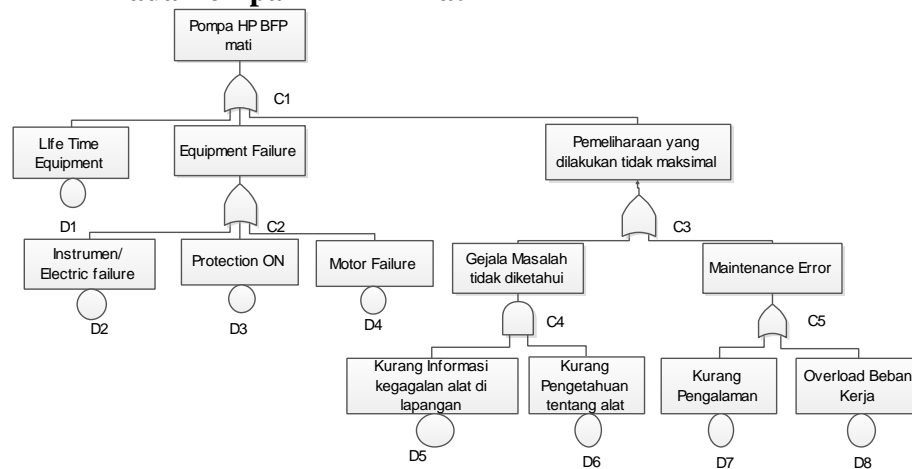 Pompa HP BFP
mati
C1
LIfe Time
Equipment
Equipment Failure
Pemeliharaan yang
dilakukan tidak maksimal
D1
C2
C3
Instrumen/
Electric failure
Protection ON
Motor Failure
Gejala Masalah
tidak diketahui
Maintenance Error
D2
D3
D4
C4
C5
Kurang Informasi
kegagalan alat di
lapangan
Kurang
Pengetahuan
tentang alat
Kurang
Pengalaman
Overload Beban
Kerja
D5
D6
D7
D8